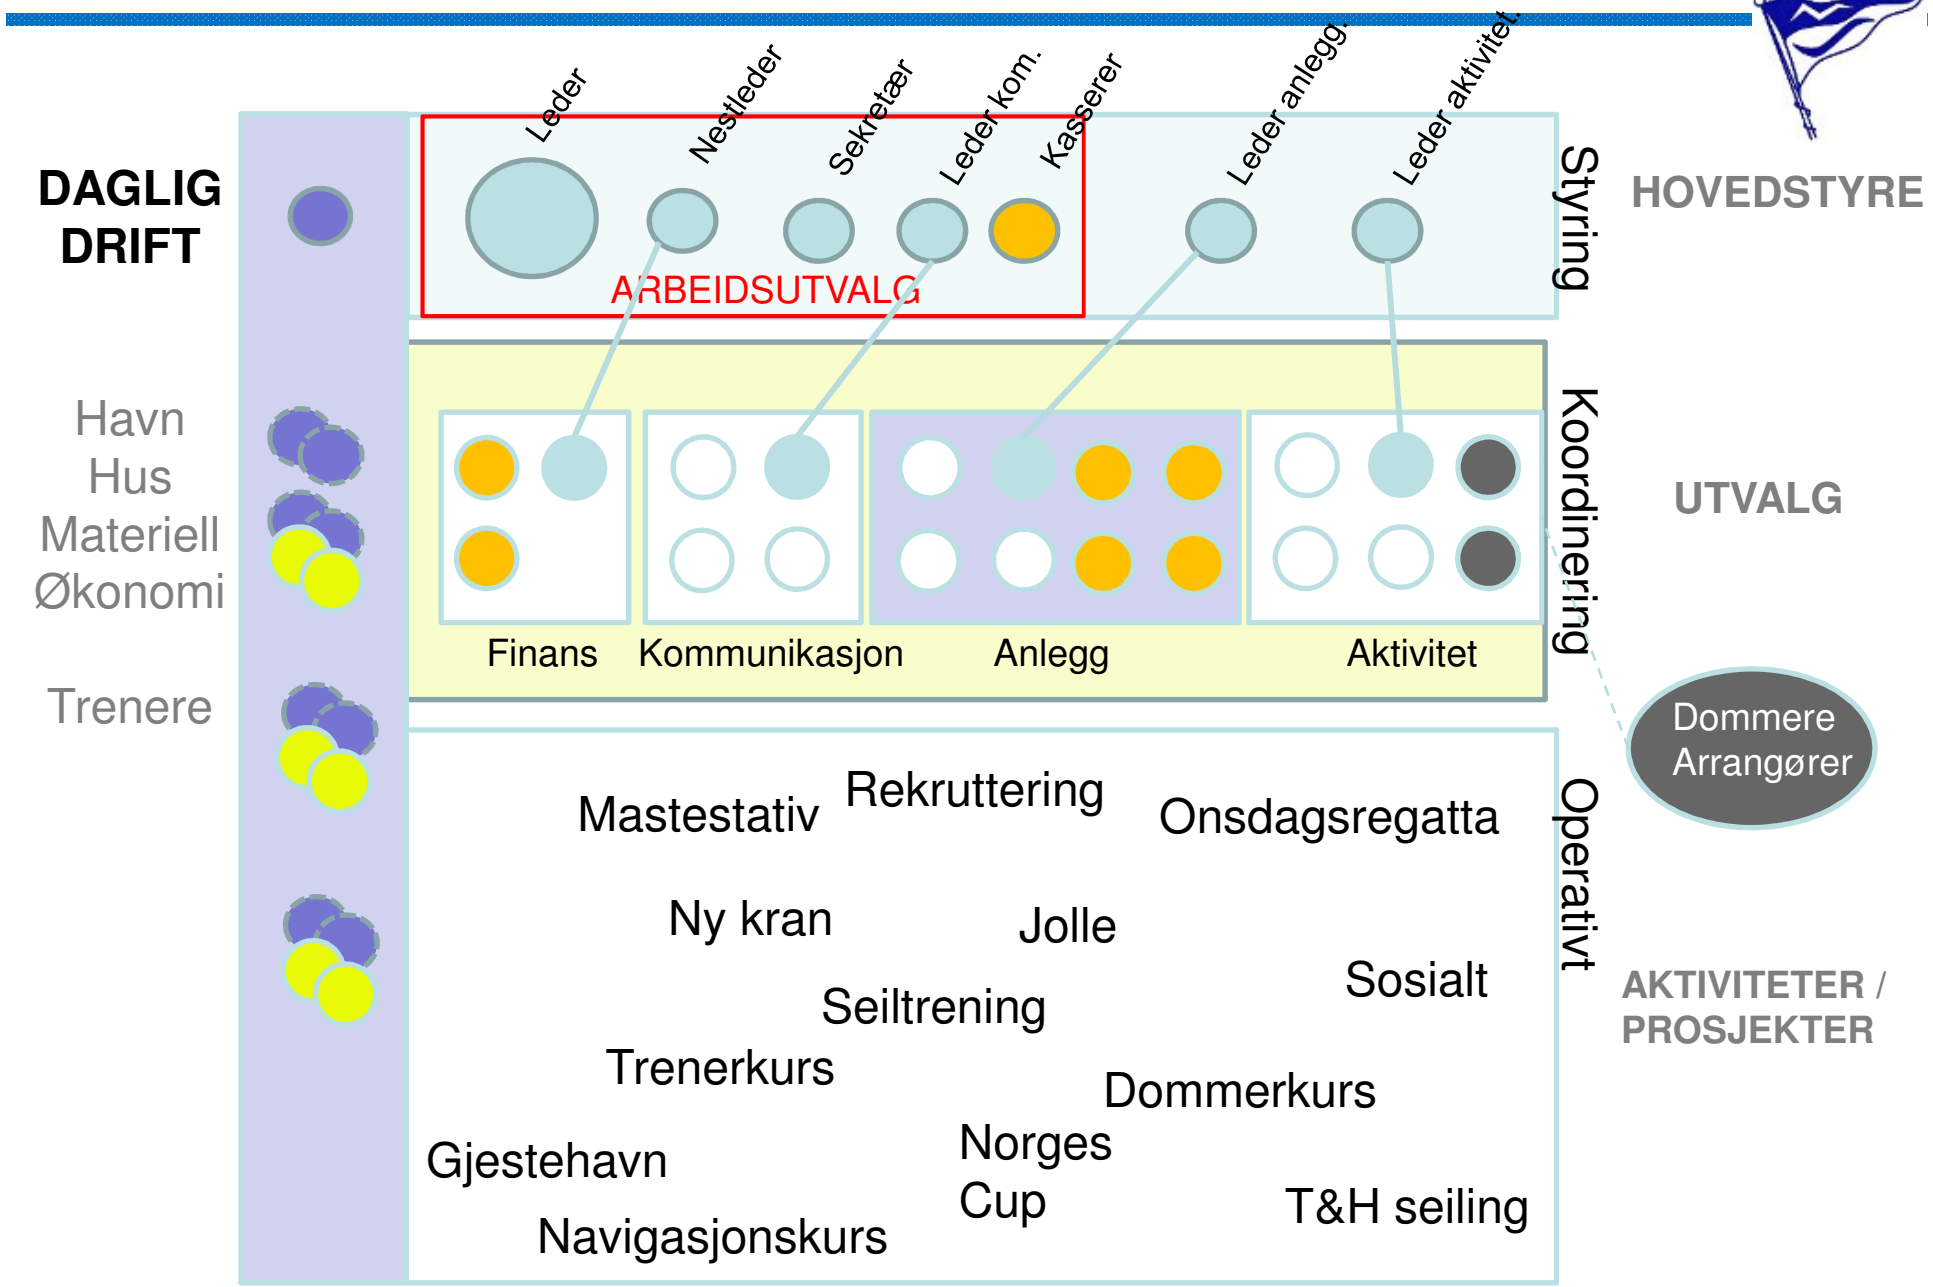 Leder
Nestleder
Sekretær
Leder kom.
Kasserer
Leder anlegg.
Leder aktivitet.
DAGLIG
DRIFT
ARBEIDSUTVALG
Styring
HOVEDSTYRE
Havn
Hus
Materiell
Økonomi
Koordinering
UTVALG
Finans
Kommunikasjon
Anlegg
Aktivitet
Trenere
Dommere
Arrangører
Operativt
Mastestativ
Rekruttering
Onsdagsregatta
Ny kran
Jolle
Sosialt
Seiltrening
AKTIVITETER /
PROSJEKTER
Trenerkurs
Dommerkurs
Gjestehavn
Norges
Cup
T&H seiling
Navigasjonskurs